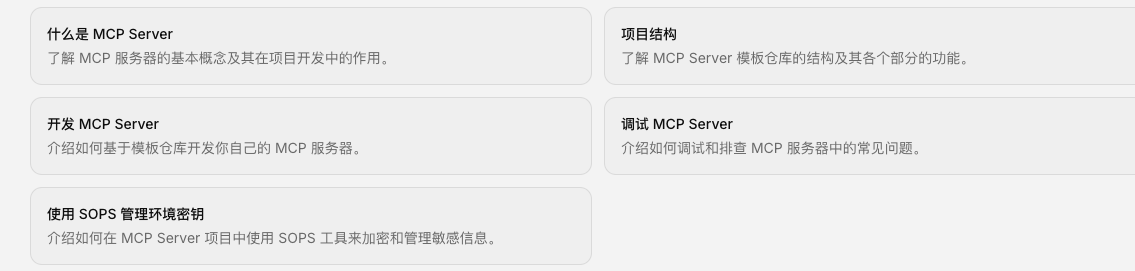 什么是 MCP Server
了解 MCP 服务器的基本概念及其在项目开发中的作用。
项目结构
了解 MCP Server 模板仓库的结构及其各个部分的功能。
开发 MCP Server
介绍如何基于模板仓库开发你自己的 MCP 服务器。
调试 MCP Server
介绍如何调试和排查 MCP 服务器中的常见问题。
使用 SOPS 管理环境密钥
介绍如何在 MCP Server 项目中使用 SOPS 工具来加密和管理敏感信息。